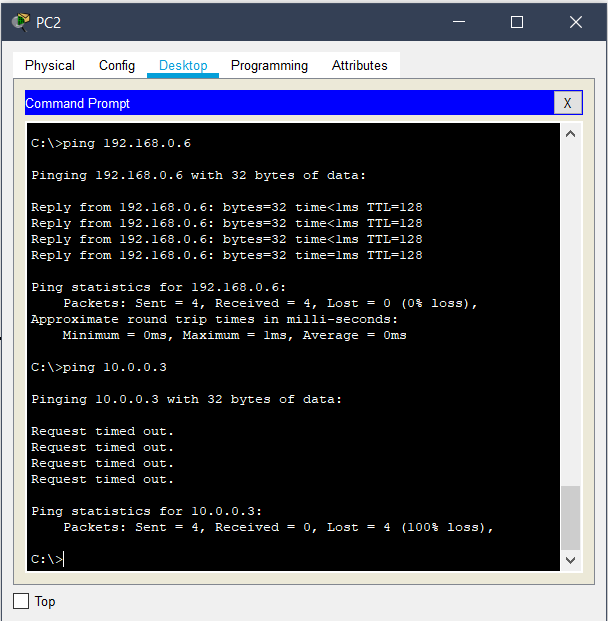 PC2
Physical Config Desktop Programming Attributes
Command Prompt X
C:\>ping 192.168.0.6
Pinging 192.168.0.6 with 32 bytes of data:
Reply from 192.168.0.6: bytes=32 time<1ms TTL=128
Reply from 192.168.0.6: bytes=32 time<1ms TTL=128
Reply from 192.168.0.6: bytes=32 time<1ms TTL=128
Reply from 192.168.0.6: bytes=32 time=1ms TTL=128
Ping statistics for 192.168.0.6:
    Packets: Sent = 4, Received = 4, Lost = 0 (0% loss),
Approximate round trip times in milli-seconds:
    Minimum = 0ms, Maximum = 1ms, Average = 0ms
C:\>ping 10.0.0.3
Pinging 10.0.0.3 with 32 bytes of data:
Request timed out.
Request timed out.
Request timed out.
Request timed out.
Ping statistics for 10.0.0.3:
    Packets: Sent = 4, Received = 0, Lost = 4 (100% loss),
C:\>
Top